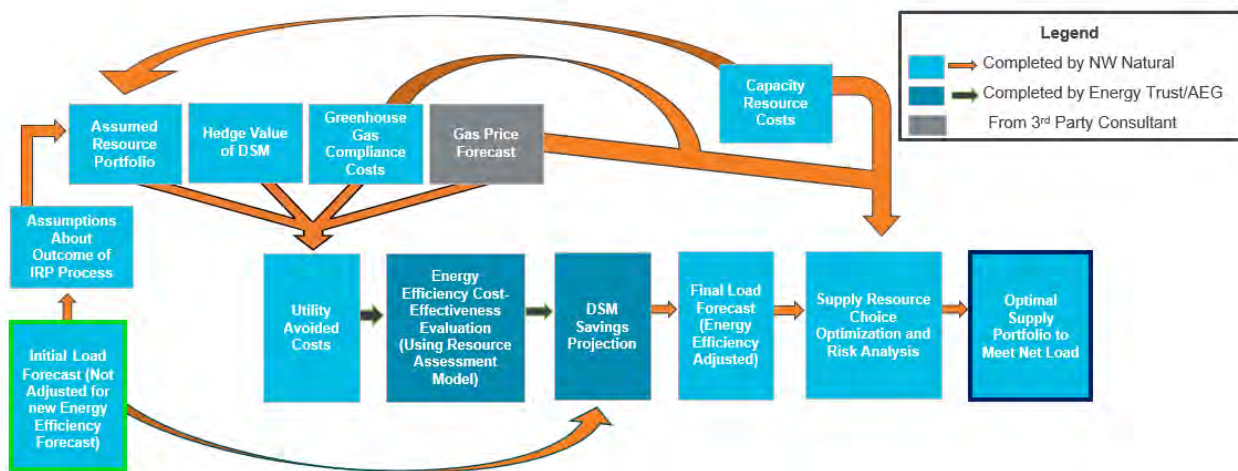 Legend
Completed by NW Natural
Completed by Energy Trust/AEG
From 3rd Party Consultant
Capacity
Resource
Costs
Assumed
Resource
Portfolio
Hedge Value
of DSM
Greenhouse
Gas
Compliance
Costs
Gas Price
Forecast
Assumptions
About
Outcome of
IRP Process
Initial Load
Forecast (Not
Adjusted for
new Energy
Efficiency
Forecast)
Utility
Avoided
Costs
Energy
Efficiency Cost-
Effectiveness
Evaluation
(Using Resource
Assessment
Model)
DSM
Savings
Projection
Final Load
Forecast
(Energy
Efficiency
Adjusted)
Supply Resource
Choice
Optimization and
Risk Analysis
Optimal
Supply
Portfolio to
Meet Net Load